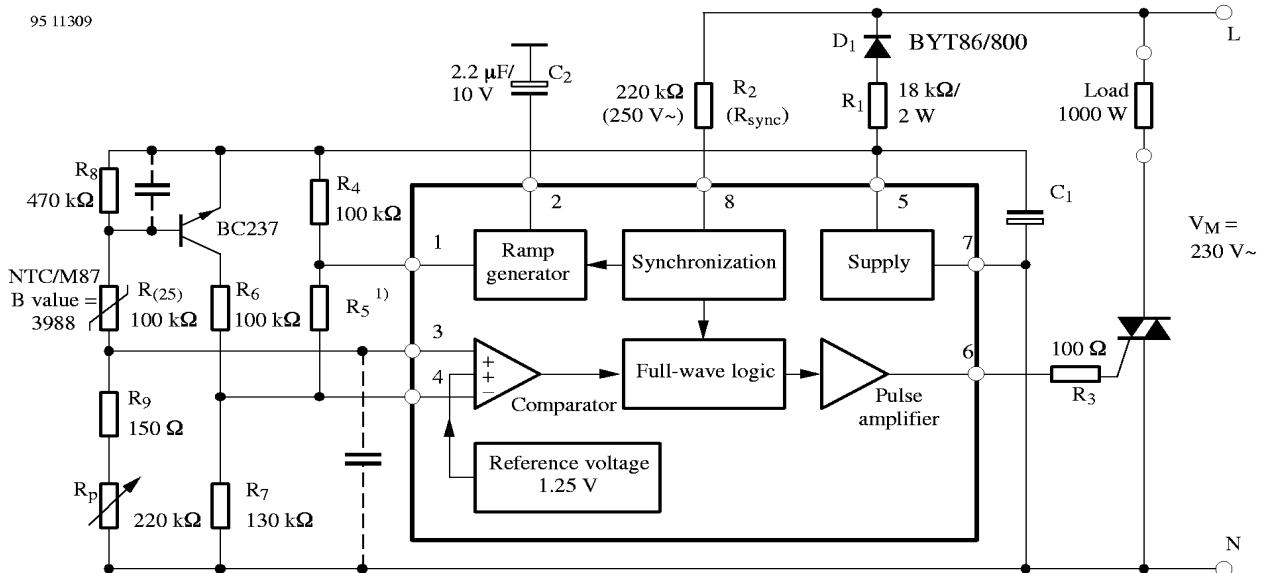 95 11309
L
D1
BYT86/800
2.2 µF/
10 V
C2
220 kΩ
(250 V~)
R2
(Rsync)
R1
18 kΩ/
2 W
Load
1000 W
R8
470 kΩ
BC237
R4
100 kΩ
2
8
5
C1
1
7
VM =
230 V~
Ramp
generator
Synchronization
Supply
NTC/M87
B value =
3988
R(25)
100 kΩ
R6
100 kΩ
R5 1)
3
4
+
+
−
Comparator
Full-wave logic
Pulse
amplifier
6
100 Ω
R3
R9
150 Ω
Reference voltage
1.25 V
Rp
220 kΩ
R7
130 kΩ
N